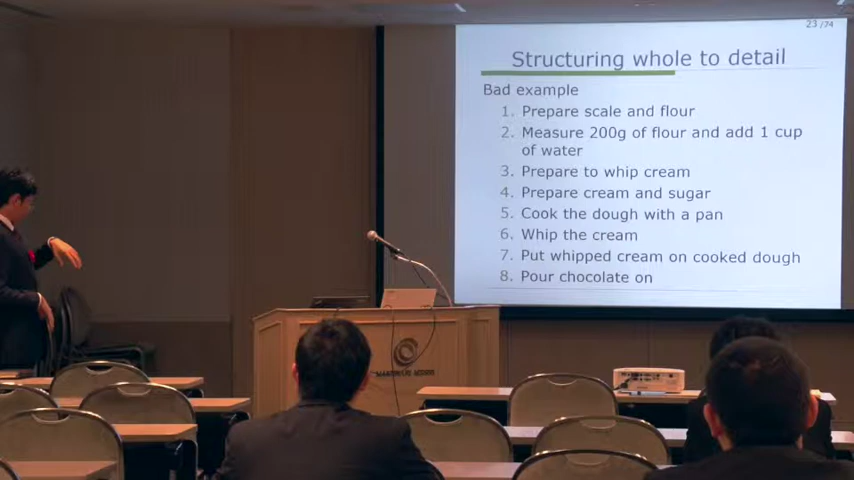 23 /74
Structuring whole to detail
Bad example
1. Prepare scale and flour
2. Measure 200g of flour and add 1 cup
of water
3. Prepare to whip cream
4. Prepare cream and sugar
5. Cook the dough with a pan
6. Whip the cream
7. Put whipped cream on cooked dough
8. Pour chocolate on